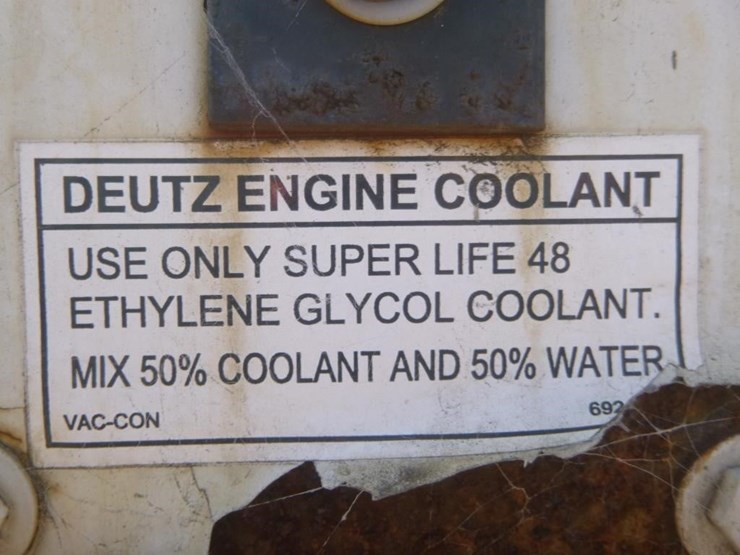 DEUTZ ENGINE COOLANT
USE ONLY SUPER LIFE 48
ETHYLENE GLYCOL COOLANT.
MIX 50% COOLANT AND 50% WATER
VAC-CON